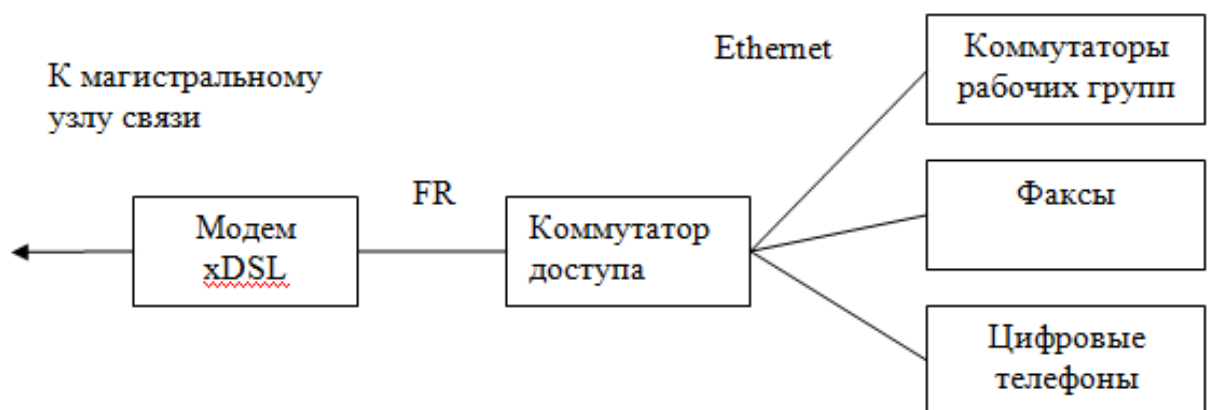 К магистральному
узлу связи
Модем
xDSL
FR
Коммутатор
доступа
Ethernet
Коммутаторы
рабочих групп
Факсы
Цифровые
телефоны